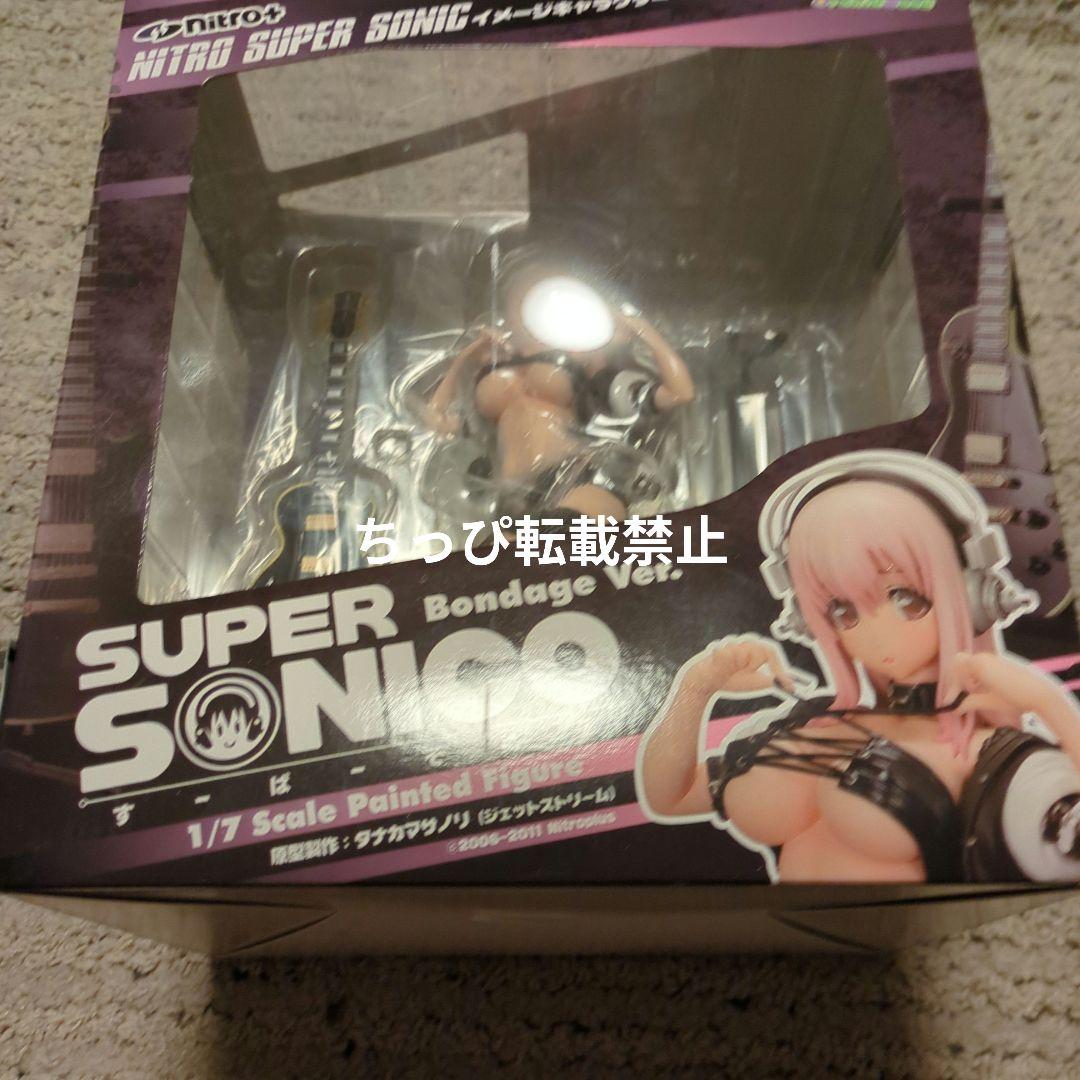 nitro+
NITRO SUPER SONIC イメージキャラクター
ちっぴ転載禁止
Bondage Ver.
SUPER
SONICO
す ー ぱ ー
1/7 Scale Painted Figure
原型製作：タナカマサノリ (ジェットストリーム)
©2006-2011 Nitroplus